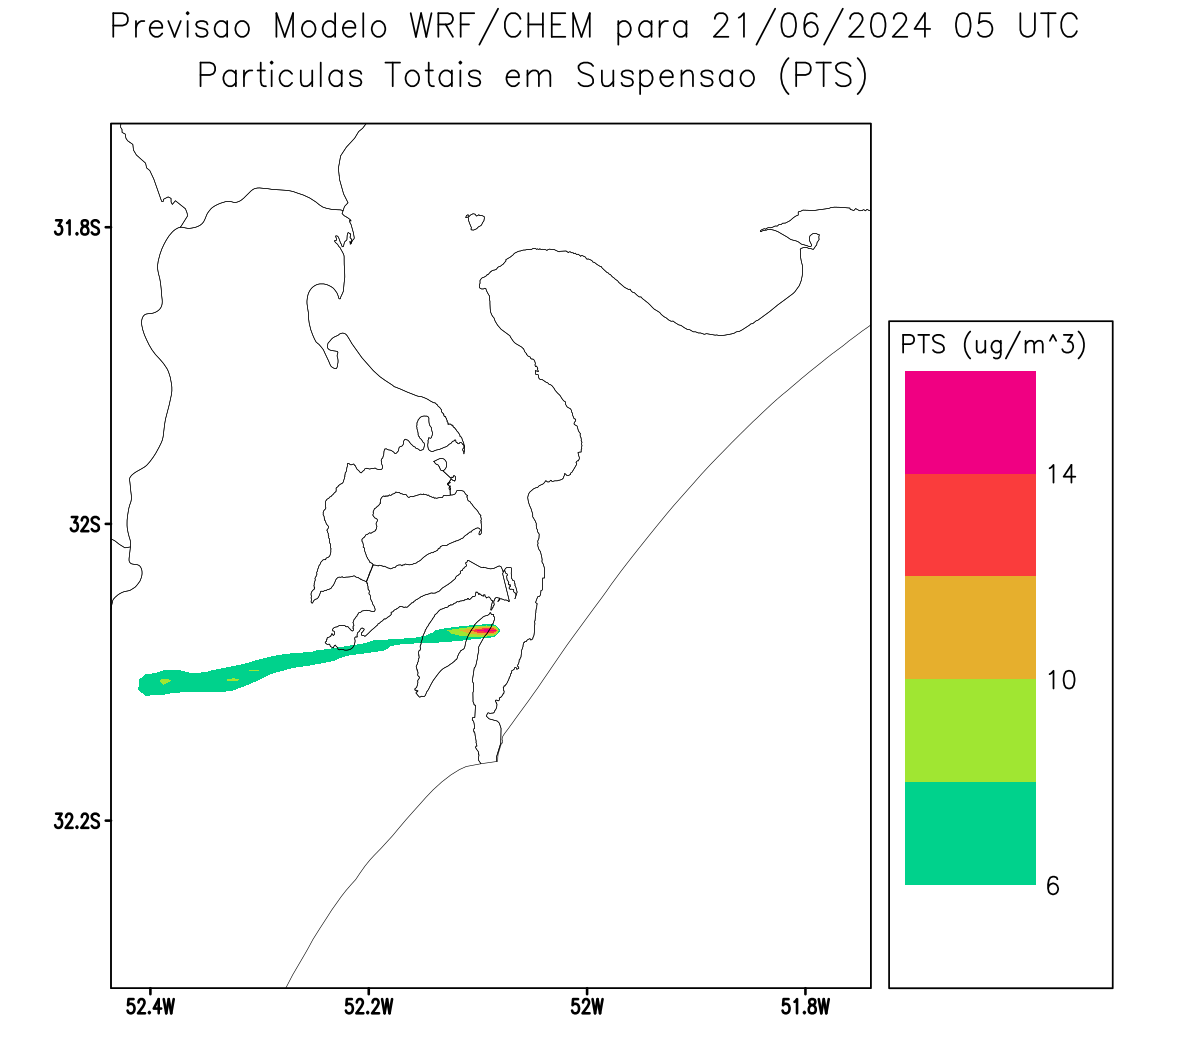 Previsao Modelo WRF/CHEM para 21/06/2024 05 UTC
Particulas Totais em Suspensao (PTS)
31.8S
32S
32.2S
52.4W
52.2W
52W
51.8W
PTS (ug/m^3)
14
10
6